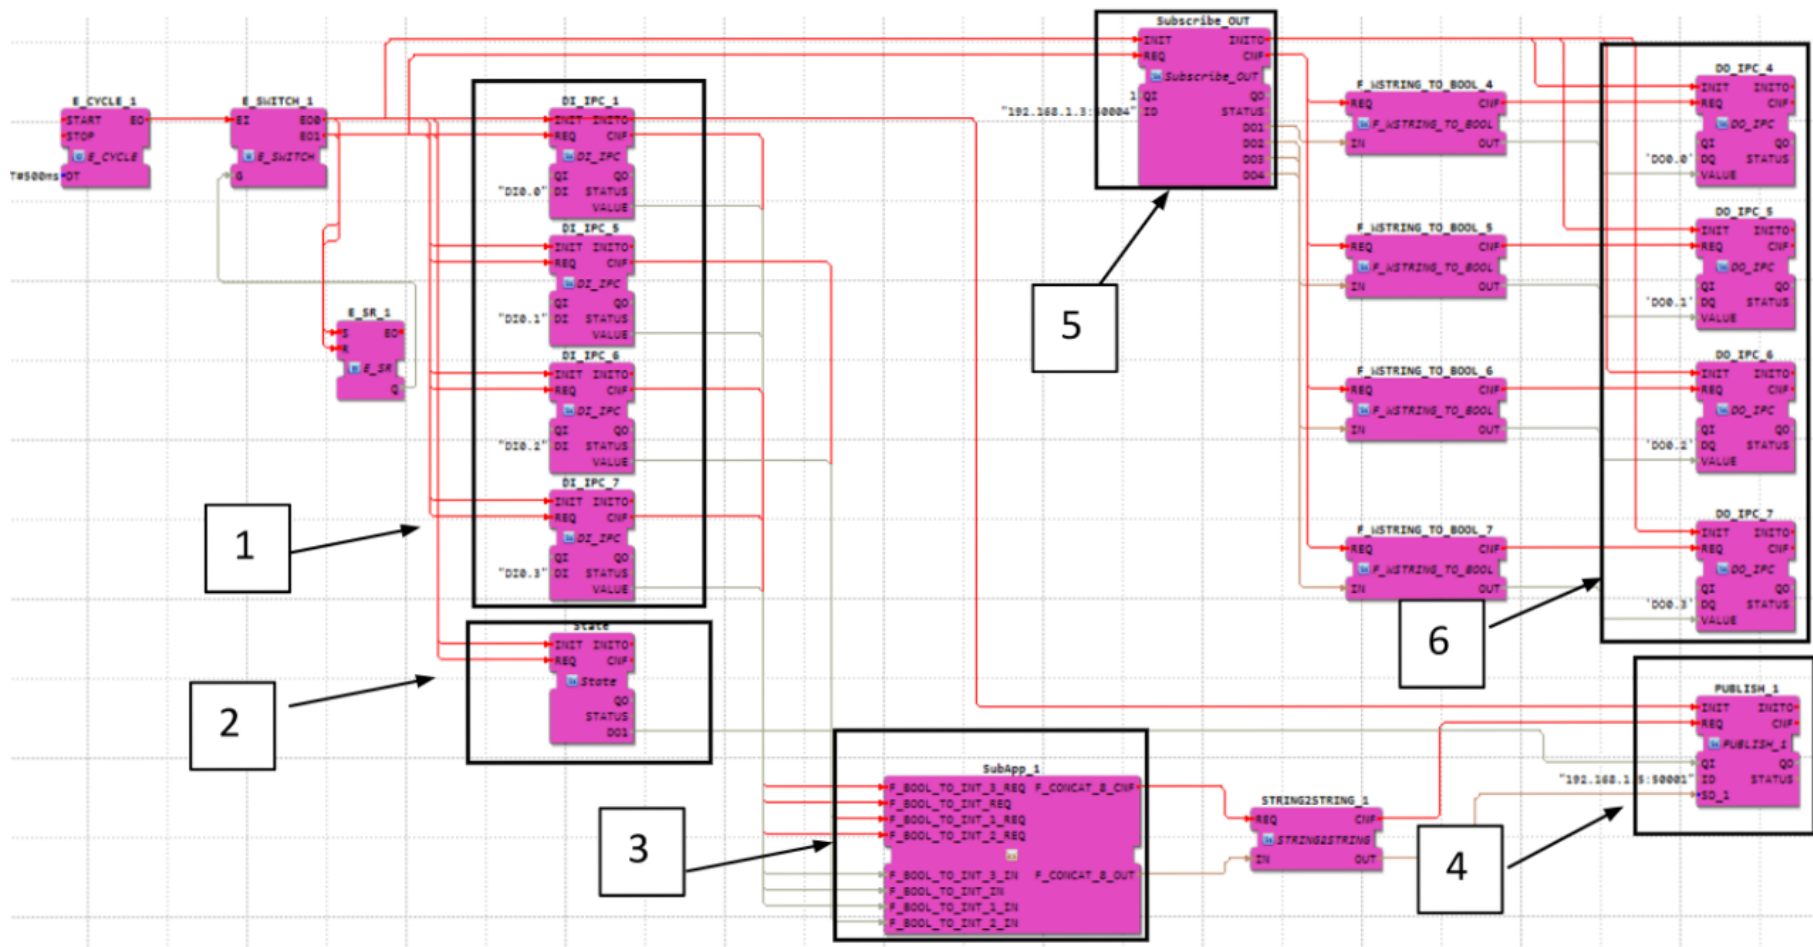 E_CYCLE_1
START EO
STOP
E_CYCLE
T#500ms DT
E_SWITCH_1
EI EO0
EO1
E_SWITCH
G
E_SR_1
S EO
R
E_SR
Q
DI_IPC_1
INIT INITO
REQ CNF
DI_IPC
QI QO
"DI0.0" DI STATUS
VALUE
DI_IPC_5
INIT INITO
REQ CNF
DI_IPC
QI QO
"DI0.1" DI STATUS
VALUE
DI_IPC_6
INIT INITO
REQ CNF
DI_IPC
QI QO
"DI0.2" DI STATUS
VALUE
DI_IPC_7
INIT INITO
REQ CNF
DI_IPC
QI QO
"DI0.3" DI STATUS
VALUE
1
State
INIT INITO
REQ CNF
State
QO
STATUS
DO1
2
SubApp_1
F_BOOL_TO_INT_3_REQ F_CONCAT_8_CNF
F_BOOL_TO_INT_REQ
F_BOOL_TO_INT_1_REQ
F_BOOL_TO_INT_2_REQ
F_BOOL_TO_INT_3_IN F_CONCAT_8_OUT
F_BOOL_TO_INT_IN
F_BOOL_TO_INT_1_IN
F_BOOL_TO_INT_2_IN
3
STRING2STRING_1
REQ CNF
STRING2STRING
IN OUT
Subscribe_OUT
INIT INITO
REQ CNF
Subscribe_OUT
1 QI QO
ID STATUS
DO1
DO2
DO3
DO4
5
F_WSTRING_TO_BOOL_4
REQ CNF
F_WSTRING_TO_BOOL
IN OUT
F_WSTRING_TO_BOOL_5
REQ CNF
F_WSTRING_TO_BOOL
IN OUT
F_WSTRING_TO_BOOL_6
REQ CNF
F_WSTRING_TO_BOOL
IN OUT
F_WSTRING_TO_BOOL_7
REQ CNF
F_WSTRING_TO_BOOL
IN OUT
DO_IPC_4
INIT INITO
REQ CNF
DO_IPC
QI QO
'DO0.0' DQ STATUS
VALUE
DO_IPC_5
INIT INITO
REQ CNF
DO_IPC
QI QO
'DO0.1' DQ STATUS
VALUE
DO_IPC_6
INIT INITO
REQ CNF
DO_IPC
QI QO
'DO0.2' DQ STATUS
VALUE
DO_IPC_7
INIT INITO
REQ CNF
DO_IPC
QI QO
'DO0.3' DQ STATUS
VALUE
6
PUBLISH_1
INIT INITO
REQ CNF
PUBLISH_1
QI QO
ID STATUS
SD_1
4